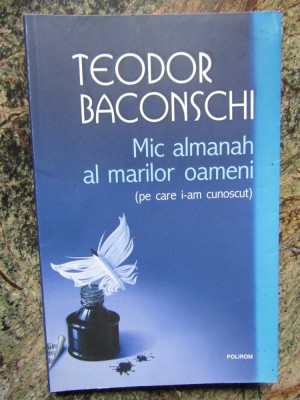 TEODOR
BACONSCHI
Mic almanah
al marilor oameni
(pe care i-am cunoscut)
POLIROM